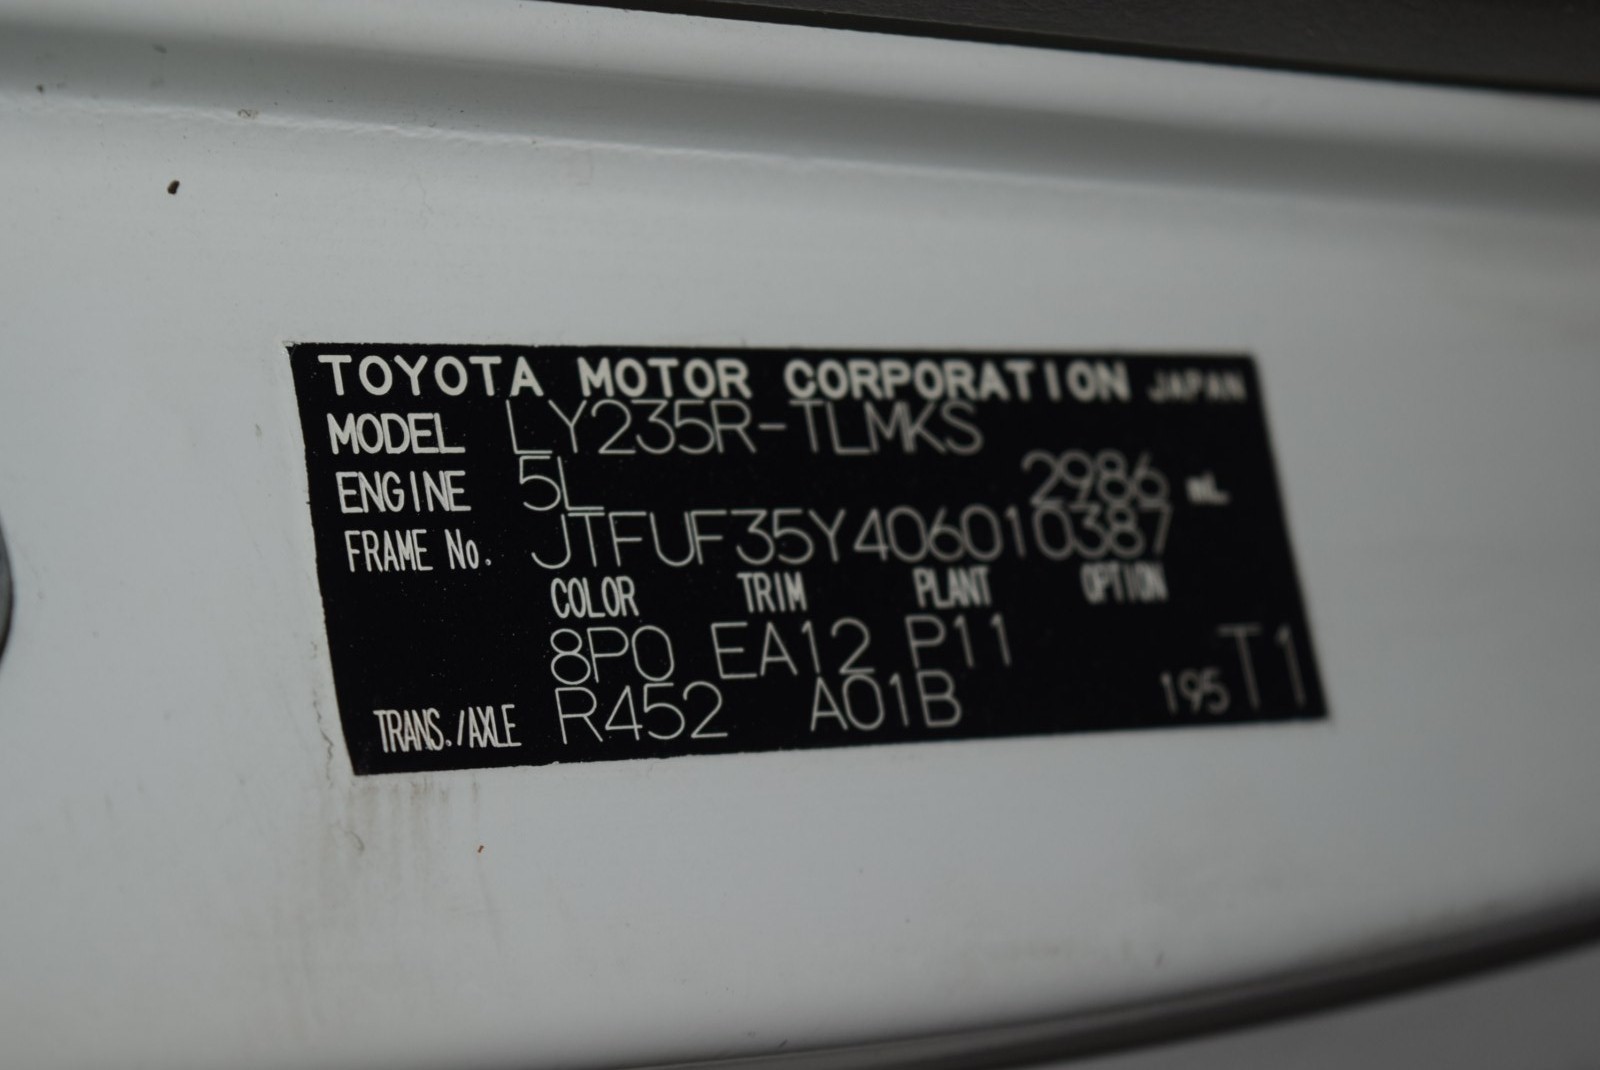 TOYOTA MOTOR CORPORATION JAPAN
MODEL LY235R-TLMKS
ENGINE 5L 2986 mL
FRAME No. JTFUF35Y406010387
COLOR TRIM PLANT OPTION
8P0 EA12 P11
TRANS./AXLE R452 A01B 195 T1